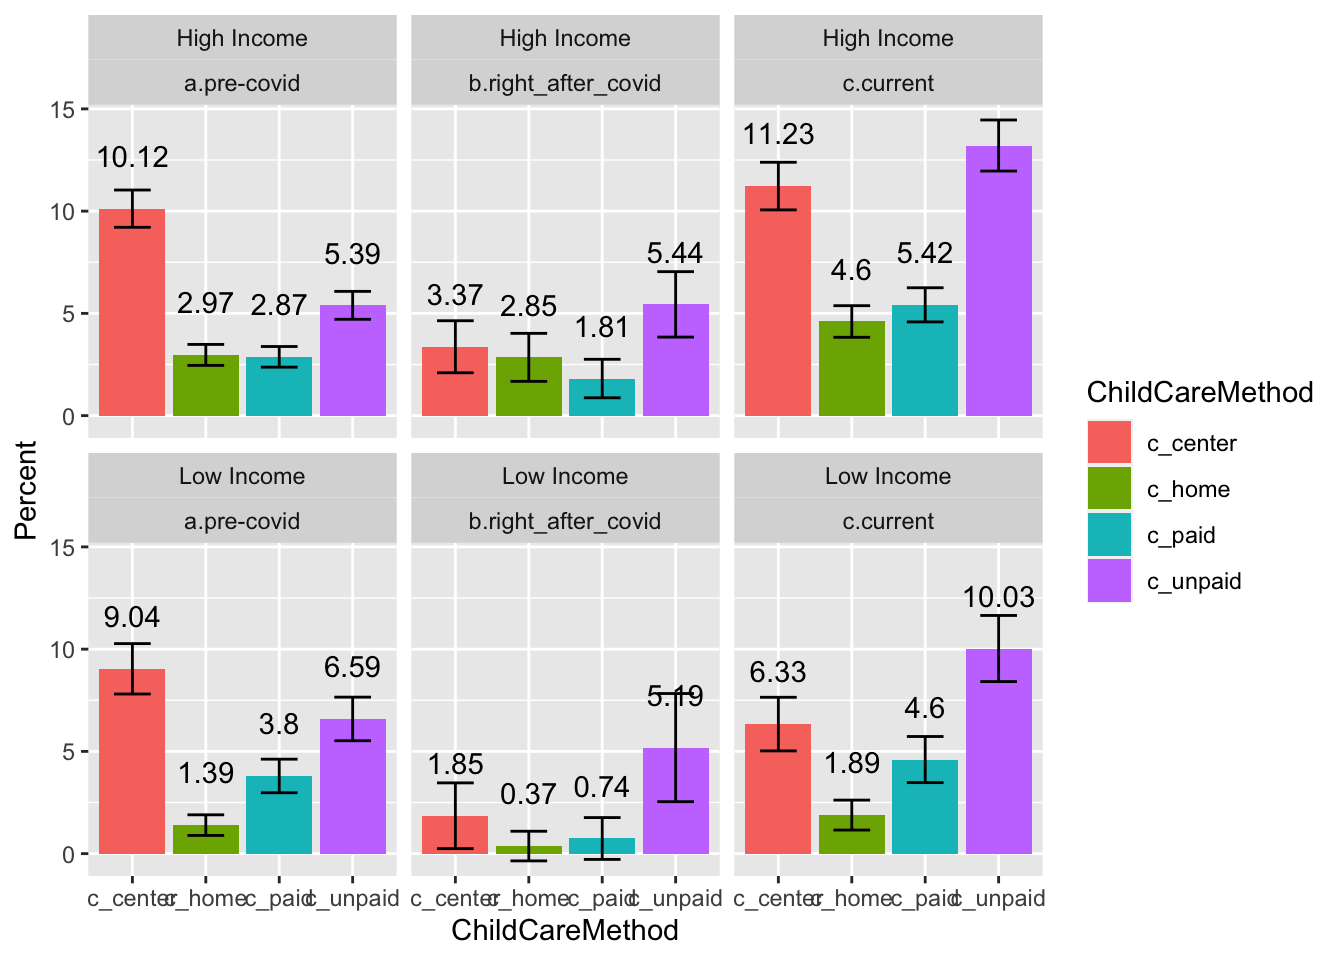 High Income
High Income
High Income
a.pre-covid
b.right_after_covid
c.current
15
10
5
0
10.12
2.97
2.87
5.39
3.37
2.85
1.81
5.44
11.23
4.6
5.42
Percent
Low Income
Low Income
Low Income
a.pre-covid
b.right_after_covid
c.current
15
10
5
0
9.04
1.39
3.8
6.59
1.85
0.37
0.74
5.19
6.33
1.89
4.6
10.03
c_center c_home c_paid c_unpaid
c_center c_home c_paid c_unpaid
c_center c_home c_paid c_unpaid
ChildCareMethod
ChildCareMethod
c_center
c_home
c_paid
c_unpaid